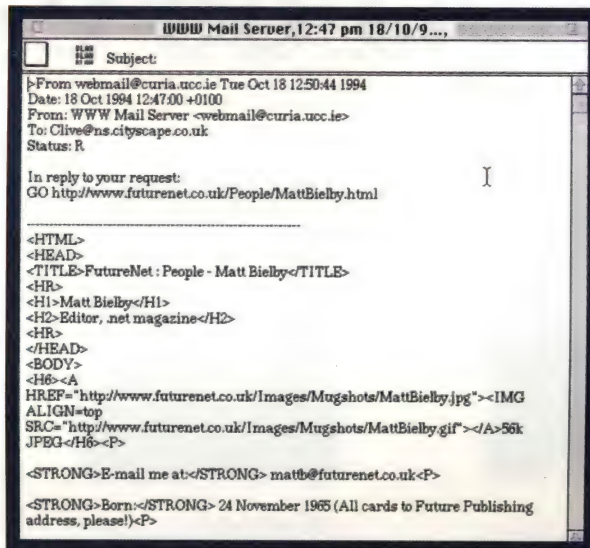 WWW Mail Server,12:47 pm 18/10/9...,
BLAH BLAH Subject:
>From webmail@curia.ucc.ie Tue Oct 18 12:50:44 1994
Date: 18 Oct 1994 12:47:00 +0100
From: WWW Mail Server <webmail@curia.ucc.ie>
To: Clive@ns.cityscape.co.uk
Status: R
In reply to your request:
GO http://www.futurenet.co.uk/People/MattBielby.html
------------------------------------------------------------
<HTML>
<HEAD>
<TITLE>FutureNet : People - Matt Bielby</TITLE>
<HR>
<H1>Matt Bielby</H1>
<H2>Editor, .net magazine</H2>
<HR>
</HEAD>
<BODY>
<H6><A
HREF="http://www.futurenet.co.uk/Images/Mugshots/MattBielby.jpg"><IMG
ALIGN=top
SRC="http://www.futurenet.co.uk/Images/Mugshots/MattBielby.gif"></A>56k
JPEG</H6><P>
<STRONG>E-mail me at:</STRONG> mattb@futurenet.co.uk<P>
<STRONG>Born:</STRONG> 24 November 1965 (All cards to Future Publishing
address, please!)<P>